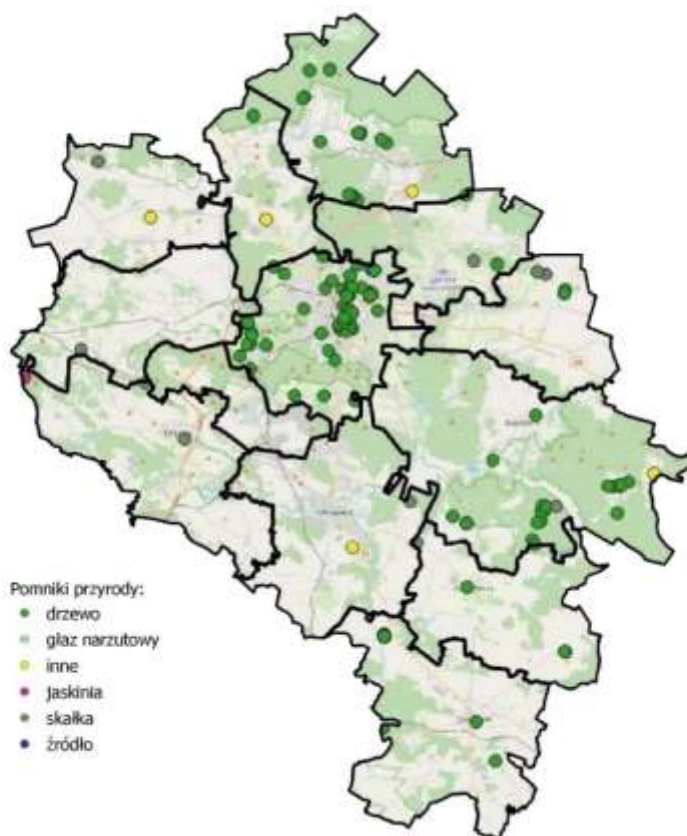 Pomniki przyrody:
drzewo
głaz narzutowy
inne
jaskinia
skałka
źródło